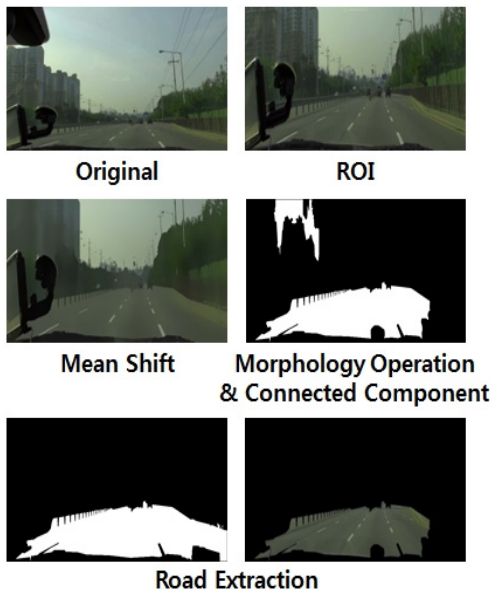 Original
ROI
Mean Shift
Morphology Operation
& Connected Component
Road Extraction